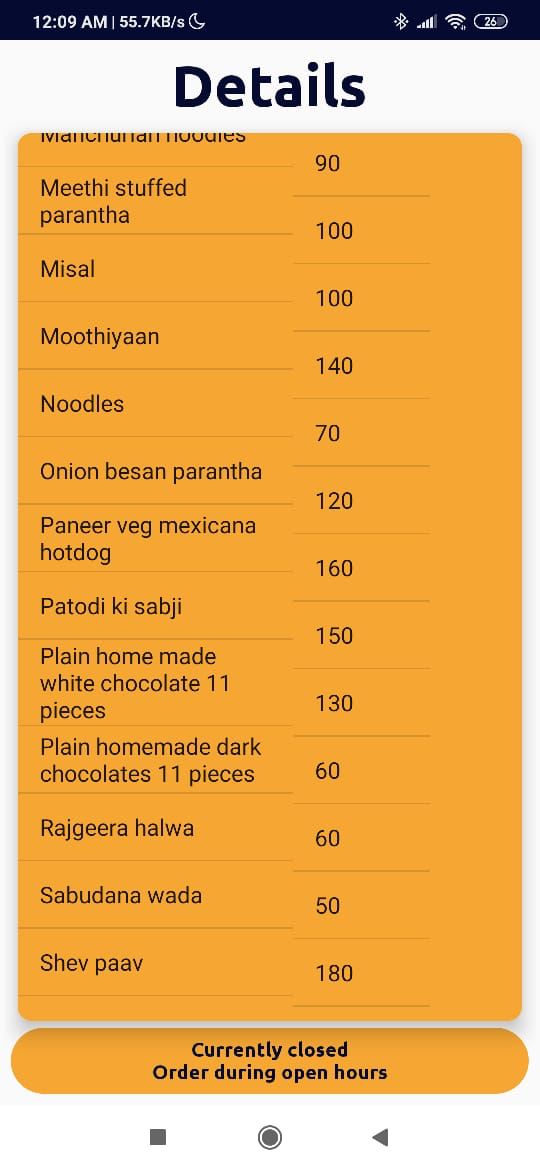 12:09 AM | 55.7KB/s
26
Details
Manchurian noodles
90
Meethi stuffed
parantha
100
Misal
100
Moothiyaan
140
Noodles
70
Onion besan parantha
120
Paneer veg mexicana
hotdog
160
Patodi ki sabji
150
Plain home made
white chocolate 11
pieces
130
Plain homemade dark
chocolates 11 pieces
60
Rajgeera halwa
60
Sabudana wada
50
Shev paav
180
Currently closed
Order during open hours